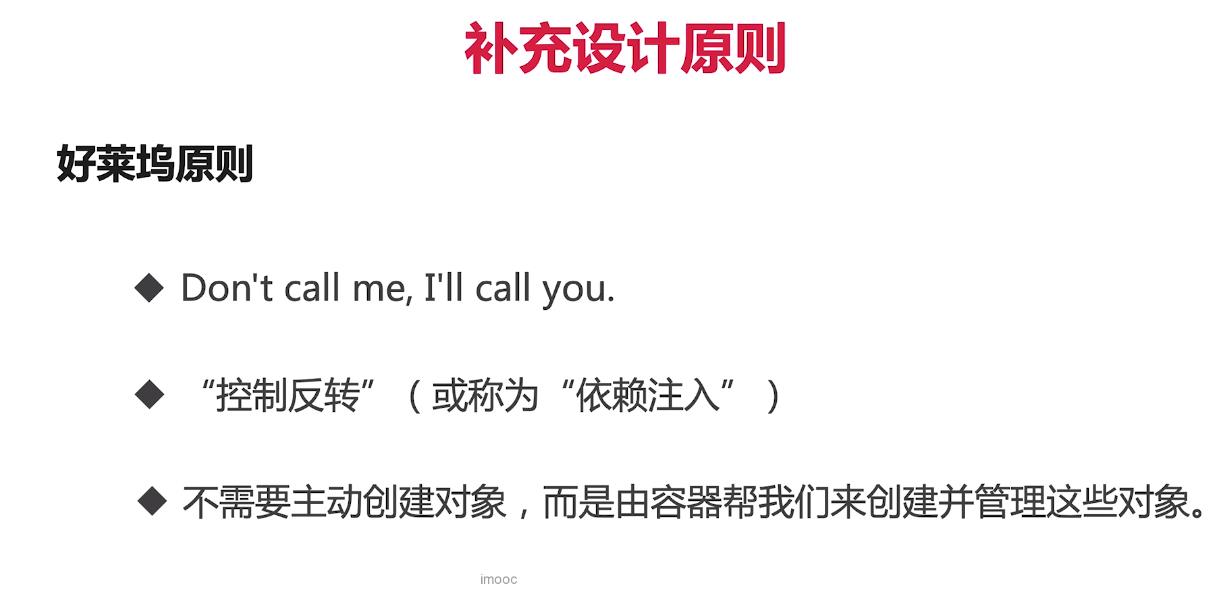 补充设计原则
好莱坞原则
◆ Don't call me, I'll call you.
◆ “控制反转”（或称为“依赖注入”）
◆ 不需要主动创建对象，而是由容器帮我们来创建并管理这些对象。
imooc